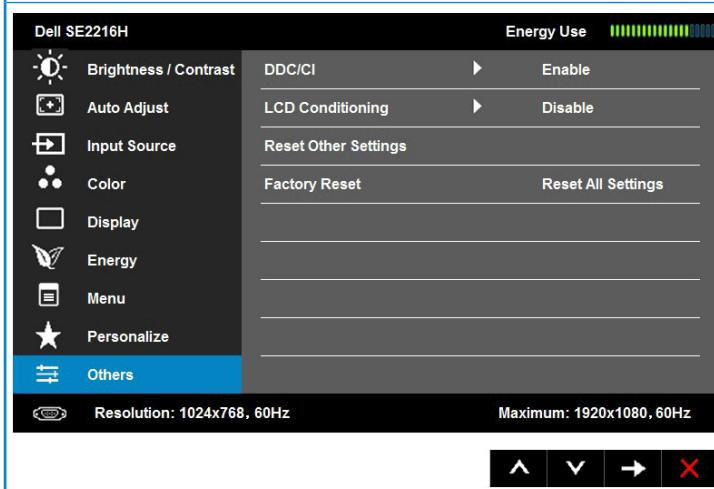 Dell SE2216H Energy Use
Brightness / Contrast DDC/CI Enable
Auto Adjust LCD Conditioning Disable
Input Source Reset Other Settings
Color Factory Reset Reset All Settings
Display
Energy
Menu
Personalize
Others
Resolution: 1024x768, 60Hz Maximum: 1920x1080, 60Hz